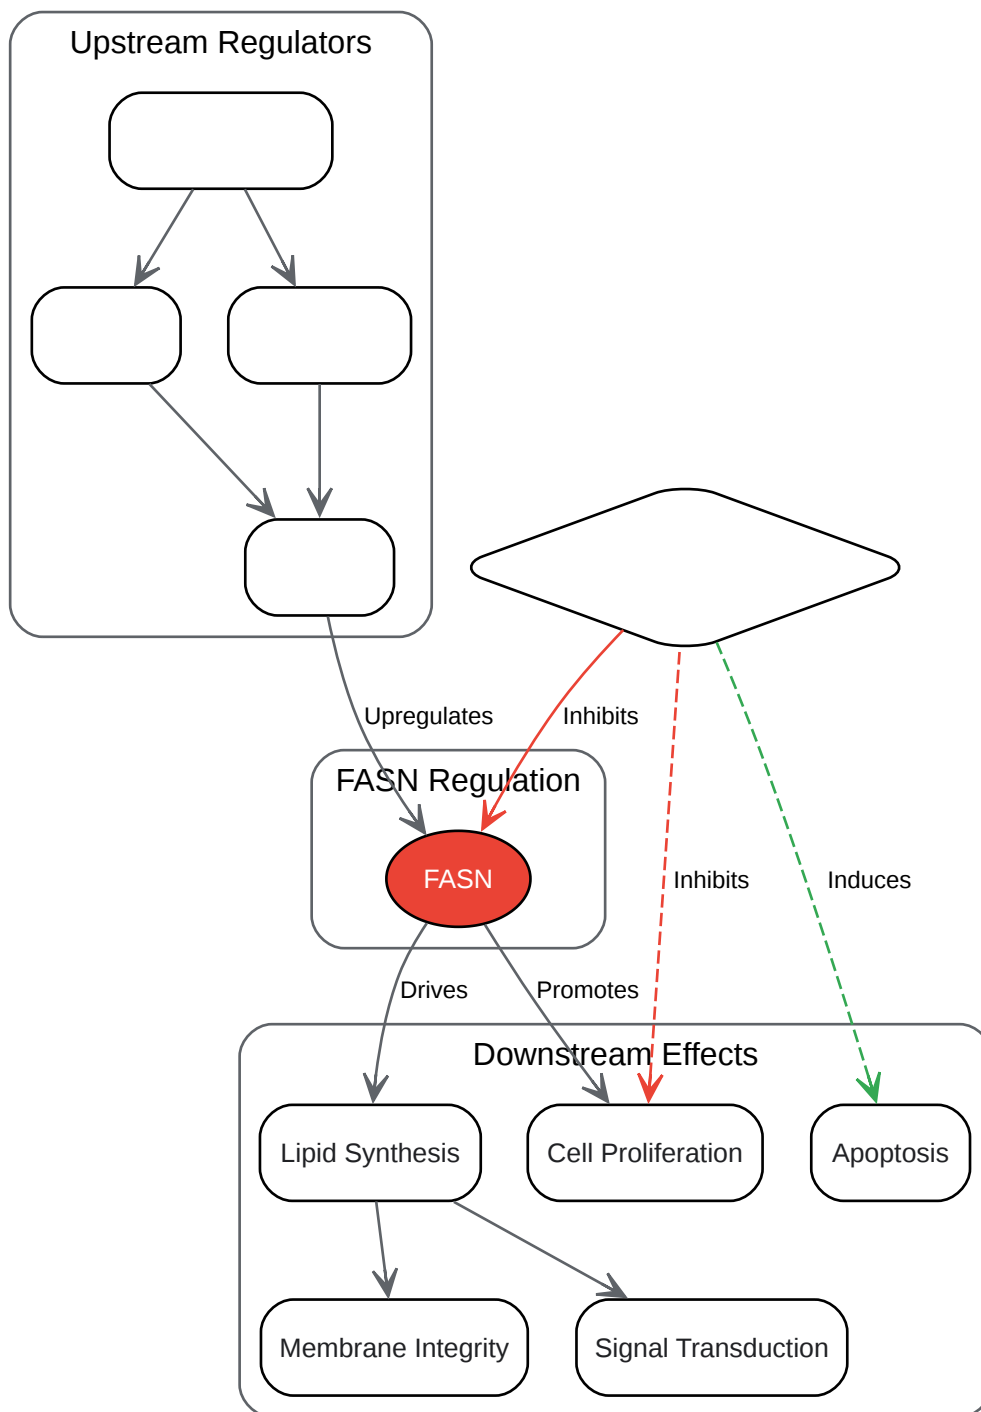 Upstream Regulators
Upregulates
Inhibits
FASN Regulation
FASN
Inhibits
Induces
Drives
Promotes
Downstream Effects
Lipid Synthesis
Cell Proliferation
Apoptosis
Membrane Integrity
Signal Transduction